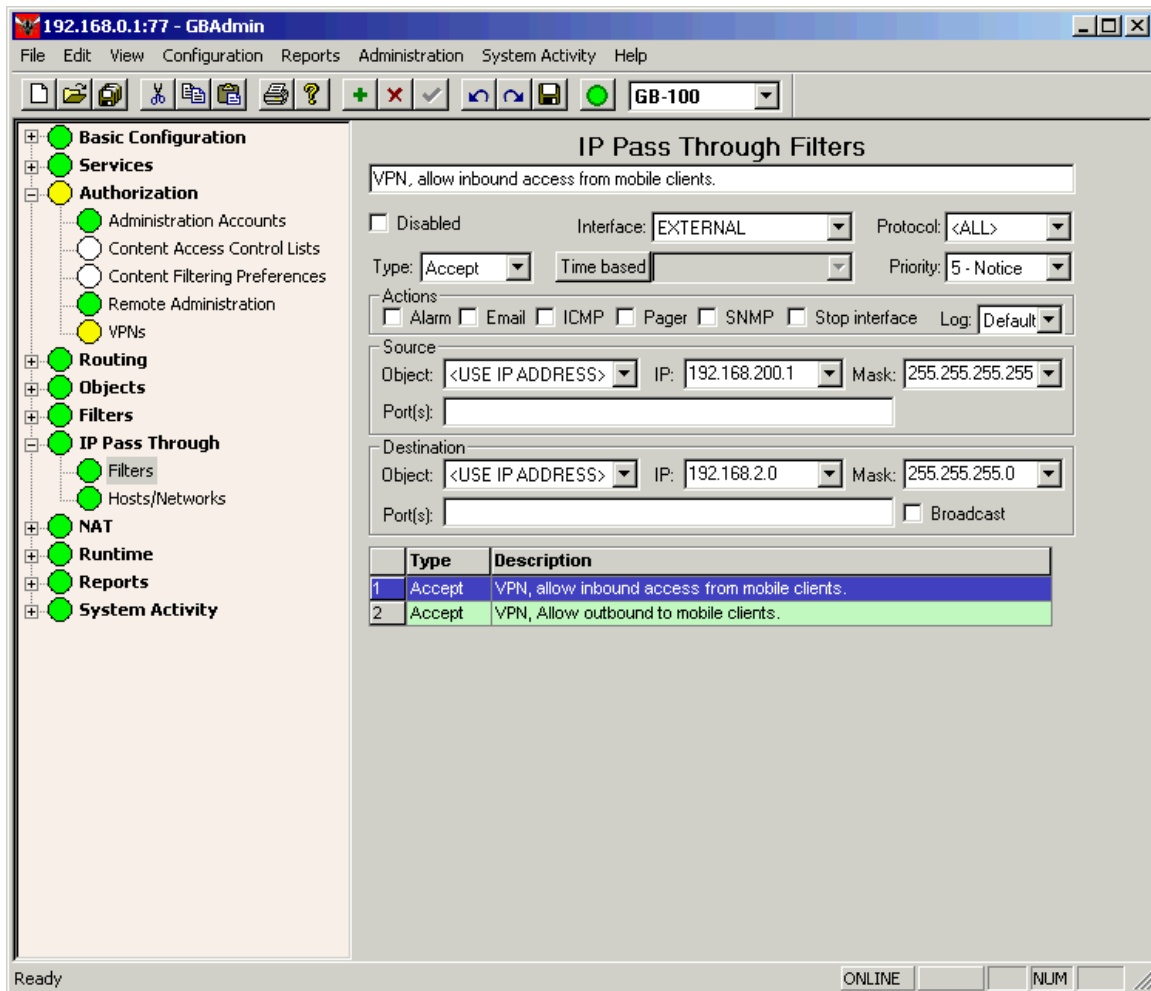 192.168.0.1:77 - GBAdmin
File Edit View Configuration Reports Administration System Activity Help
GB-100
Basic Configuration
Services
Authorization
Administration Accounts
Content Access Control Lists
Content Filtering Preferences
Remote Administration
VPNs
Routing
Objects
Filters
IP Pass Through
Filters
Hosts/Networks
NAT
Runtime
Reports
System Activity
IP Pass Through Filters
VPN, allow inbound access from mobile clients.
Disabled Interface: EXTERNAL Protocol: <ALL>
Type: Accept Time based Priority: 5 - Notice
Actions
Alarm Email ICMP Pager SNMP Stop interface Log: Default
Source
Object: <USE IP ADDRESS> IP: 192.168.200.1 Mask: 255.255.255.255
Port(s):
Destination
Object: <USE IP ADDRESS> IP: 192.168.2.0 Mask: 255.255.255.0
Port(s): Broadcast
Type Description
1 Accept VPN, allow inbound access from mobile clients.
2 Accept VPN, Allow outbound to mobile clients.
Ready ONLINE NUM